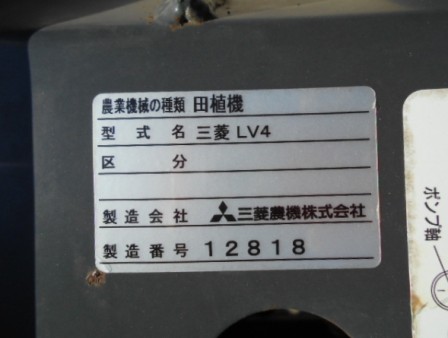 農業機械の種類 田植機
型式名 三菱 LV4
区分
製造会社 三菱農機株式会社
製造番号 12818
ポンプ軸